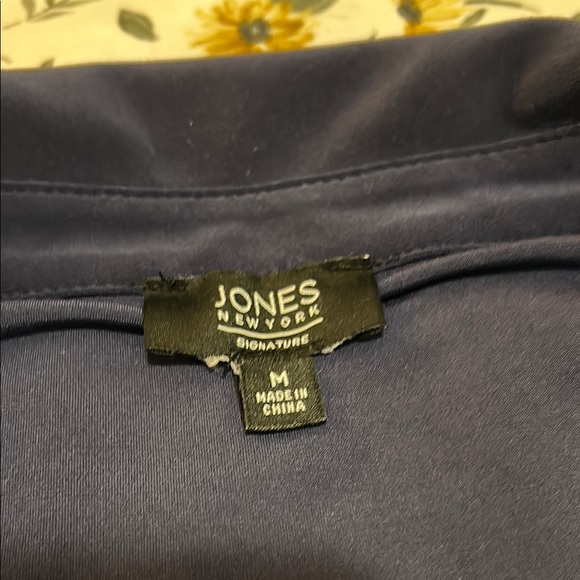 JONES
NEW YORK
SIGNATURE
M
MADE IN
CHINA